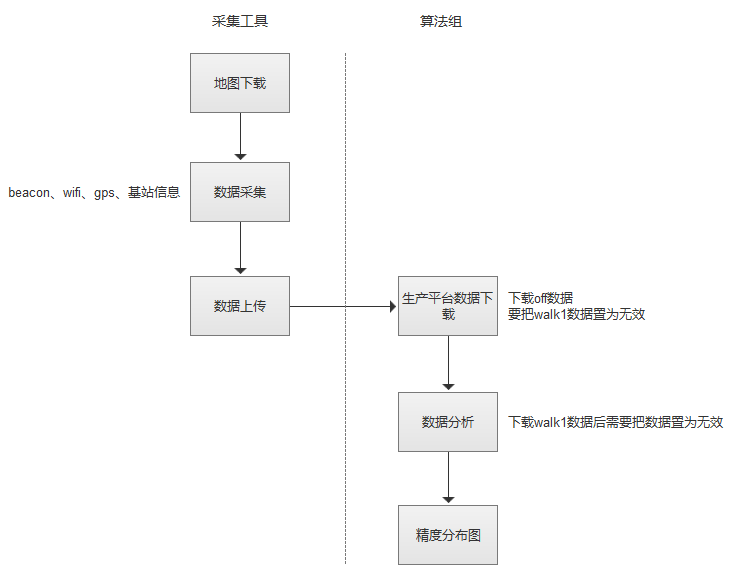 采集工具
算法组
地图下载
beacon、wifi、gps、基站信息
数据采集
数据上传
生产平台数据下
载
下载off数据
要把walk1数据置为无效
数据分析
下载walk1数据后需要把数据置为无效
精度分布图